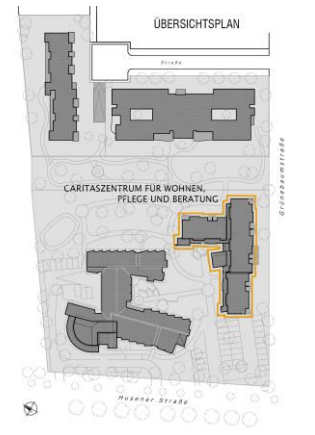 ÜBERSICHTSPLAN
Straße
CARITASZENTRUM FÜR WOHNEN,
PFLEGE UND BERATUNG
Grünebaumstraße
Husener Straße